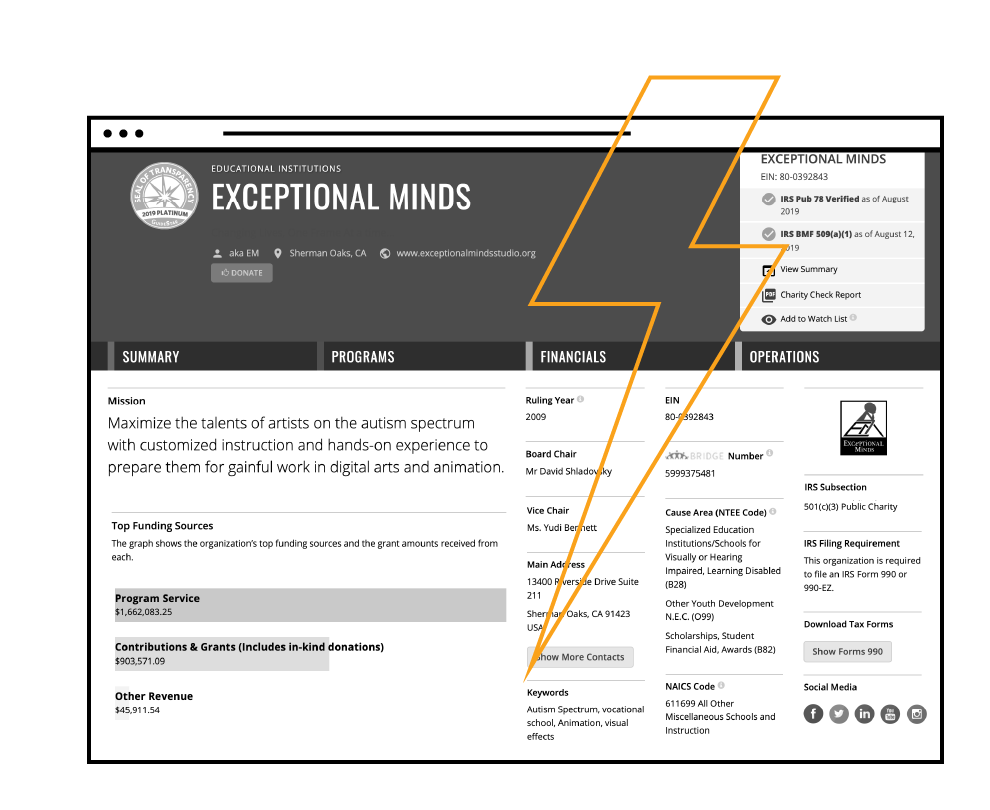 SEAL OF TRANSPARENCY
2019 PLATINUM
GUIDESTAR
EDUCATIONAL INSTITUTIONS
EXCEPTIONAL MINDS
aka EM
Sherman Oaks, CA
www.exceptionalmindsstudio.org
DONATE
EXCEPTIONAL MINDS
EIN: 80-0392843
IRS Pub 78 Verified as of August
2019
IRS BMF 509(a)(1) as of August 12,
2019
View Summary
PDF
Charity Check Report
Add to Watch List
SUMMARY
PROGRAMS
FINANCIALS
OPERATIONS
Mission
Maximize the talents of artists on the autism spectrum
with customized instruction and hands-on experience to
prepare them for gainful work in digital arts and animation.
Top Funding Sources
The graph shows the organization's top funding sources and the grant amounts received from
each.
Program Service
$1,662,083.25
Contributions & Grants (Includes in-kind donations)
$903,571.09
Other Revenue
$45,911.54
Ruling Year
2009
Board Chair
Mr David Shladovsky
Vice Chair
Ms. Yudi Bennett
Main Address
13400 Riverside Drive Suite
211
Sherman Oaks, CA 91423
USA
Show More Contacts
Keywords
Autism Spectrum, vocational
school, Animation, visual
effects
EIN
80-0392843
BRIDGE Number
5999375481
Cause Area (NTEE Code)
Specialized Education
Institutions/Schools for
Visually or Hearing
Impaired, Learning Disabled
(B28)
Other Youth Development
N.E.C. (O99)
Scholarships, Student
Financial Aid, Awards (B82)
NAICS Code
611699 All Other
Miscellaneous Schools and
Instruction
EXCEPTIONAL
MINDS
IRS Subsection
501(c)(3) Public Charity
IRS Filing Requirement
This organization is required
to file an IRS Form 990 or
990-EZ.
Download Tax Forms
Show Forms 990
Social Media
f
in
You
Tube